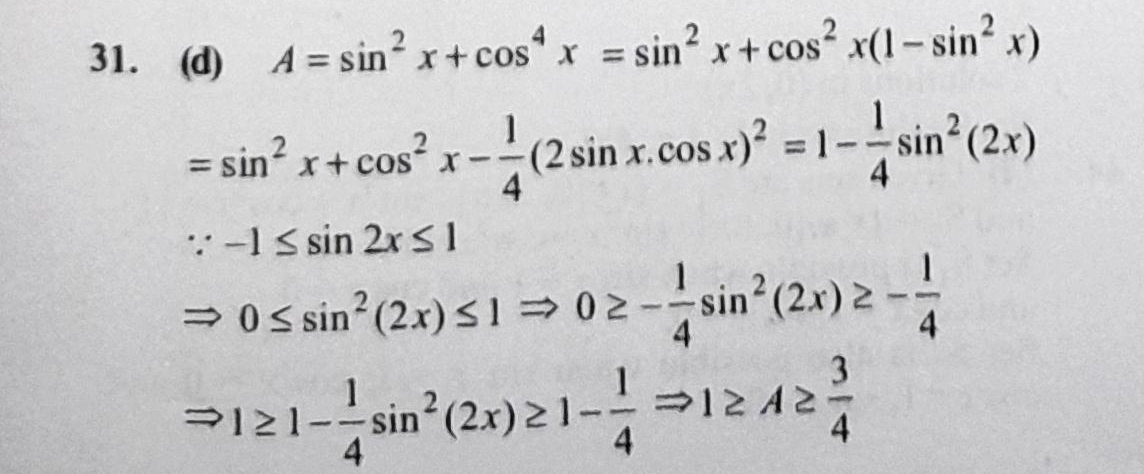 31. (d) A = sin² x + cos⁴ x = sin² x + cos² x(1 − sin² x)
= sin² x + cos² x − 1/4 (2 sin x. cos x)² = 1 − 1/4 sin² (2x)
∵ −1 ≤ sin 2x ≤ 1
⇒ 0 ≤ sin² (2x) ≤ 1 ⇒ 0 ≥ − 1/4 sin² (2x) ≥ − 1/4
⇒ 1 ≥ 1 − 1/4 sin² (2x) ≥ 1 − 1/4 ⇒ 1 ≥ A ≥ 3/4